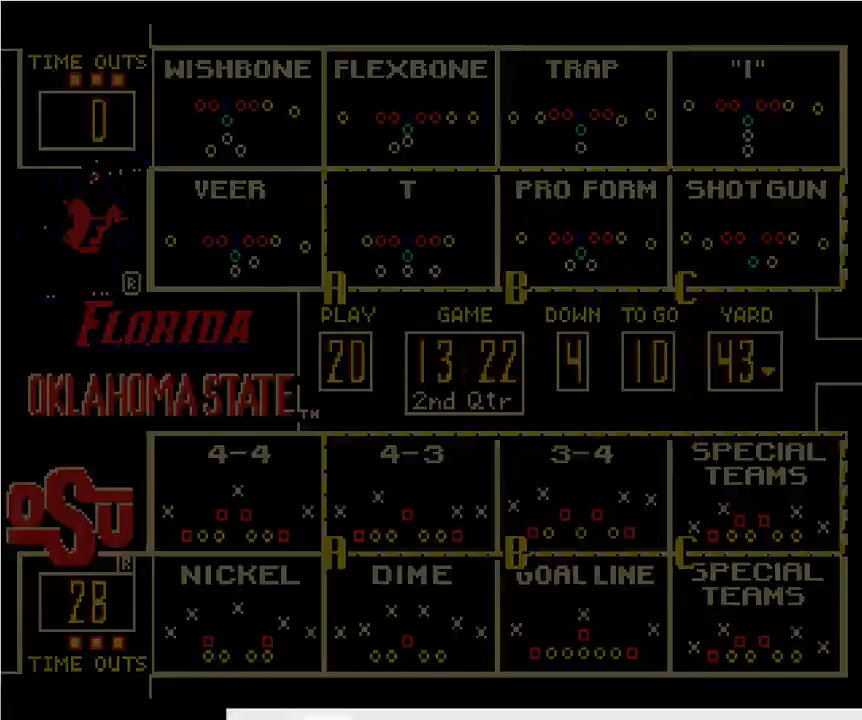 TIME OUTS
0
WISHBONE
FLEXBONE
TRAP
"I"
VEER
T
PRO FORM
SHOTGUN
®
A
B
C
FLORIDA
PLAY
GAME
DOWN
TO GO
YARD
20
13 22
4
10
43
2nd Qtr
OKLAHOMA STATE
TM
4-4
4-3
3-4
SPECIAL
TEAMS
OSU
®
A
B
C
NICKEL
DIME
GOAL LINE
SPECIAL
TEAMS
28
TIME OUTS